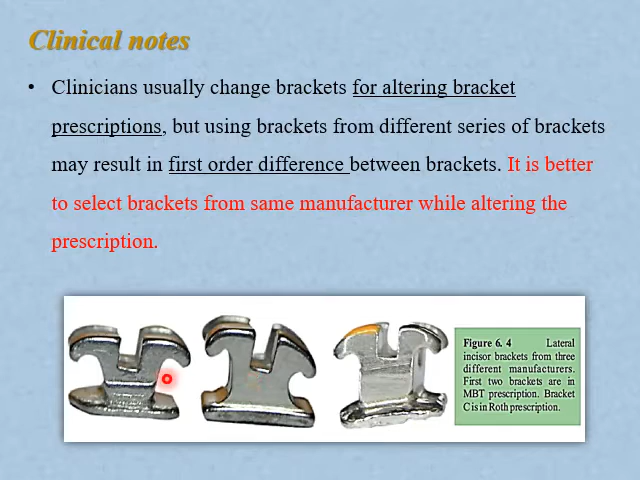 Clinical notes
• Clinicians usually change brackets for altering bracket
prescriptions, but using brackets from different series of brackets
may result in first order difference between brackets. It is better
to select brackets from same manufacturer while altering the
prescription.
Figure 6. 4 Lateral
incisor brackets from three
different manufacturers.
First two brackets are in
MBT prescription. Bracket
C is in Roth prescription.